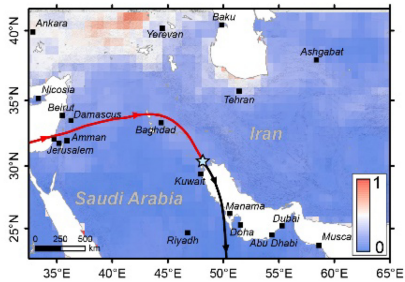 Baku
40°N
Ankara
Yerevan
Ashgabat
Nicosia
35°N
Tehran
Beirut
Damascus
Baghdad
Iran
Amman
Jerusalem
30°N
Kuwait
Saudi Arabia
1
0
Manama
25°N
Riyadh
Doha
Dubai
Abu Dhabi
Musca
0 250 500
km
35°E 40°E 45°E 50°E 55°E 60°E 65°E